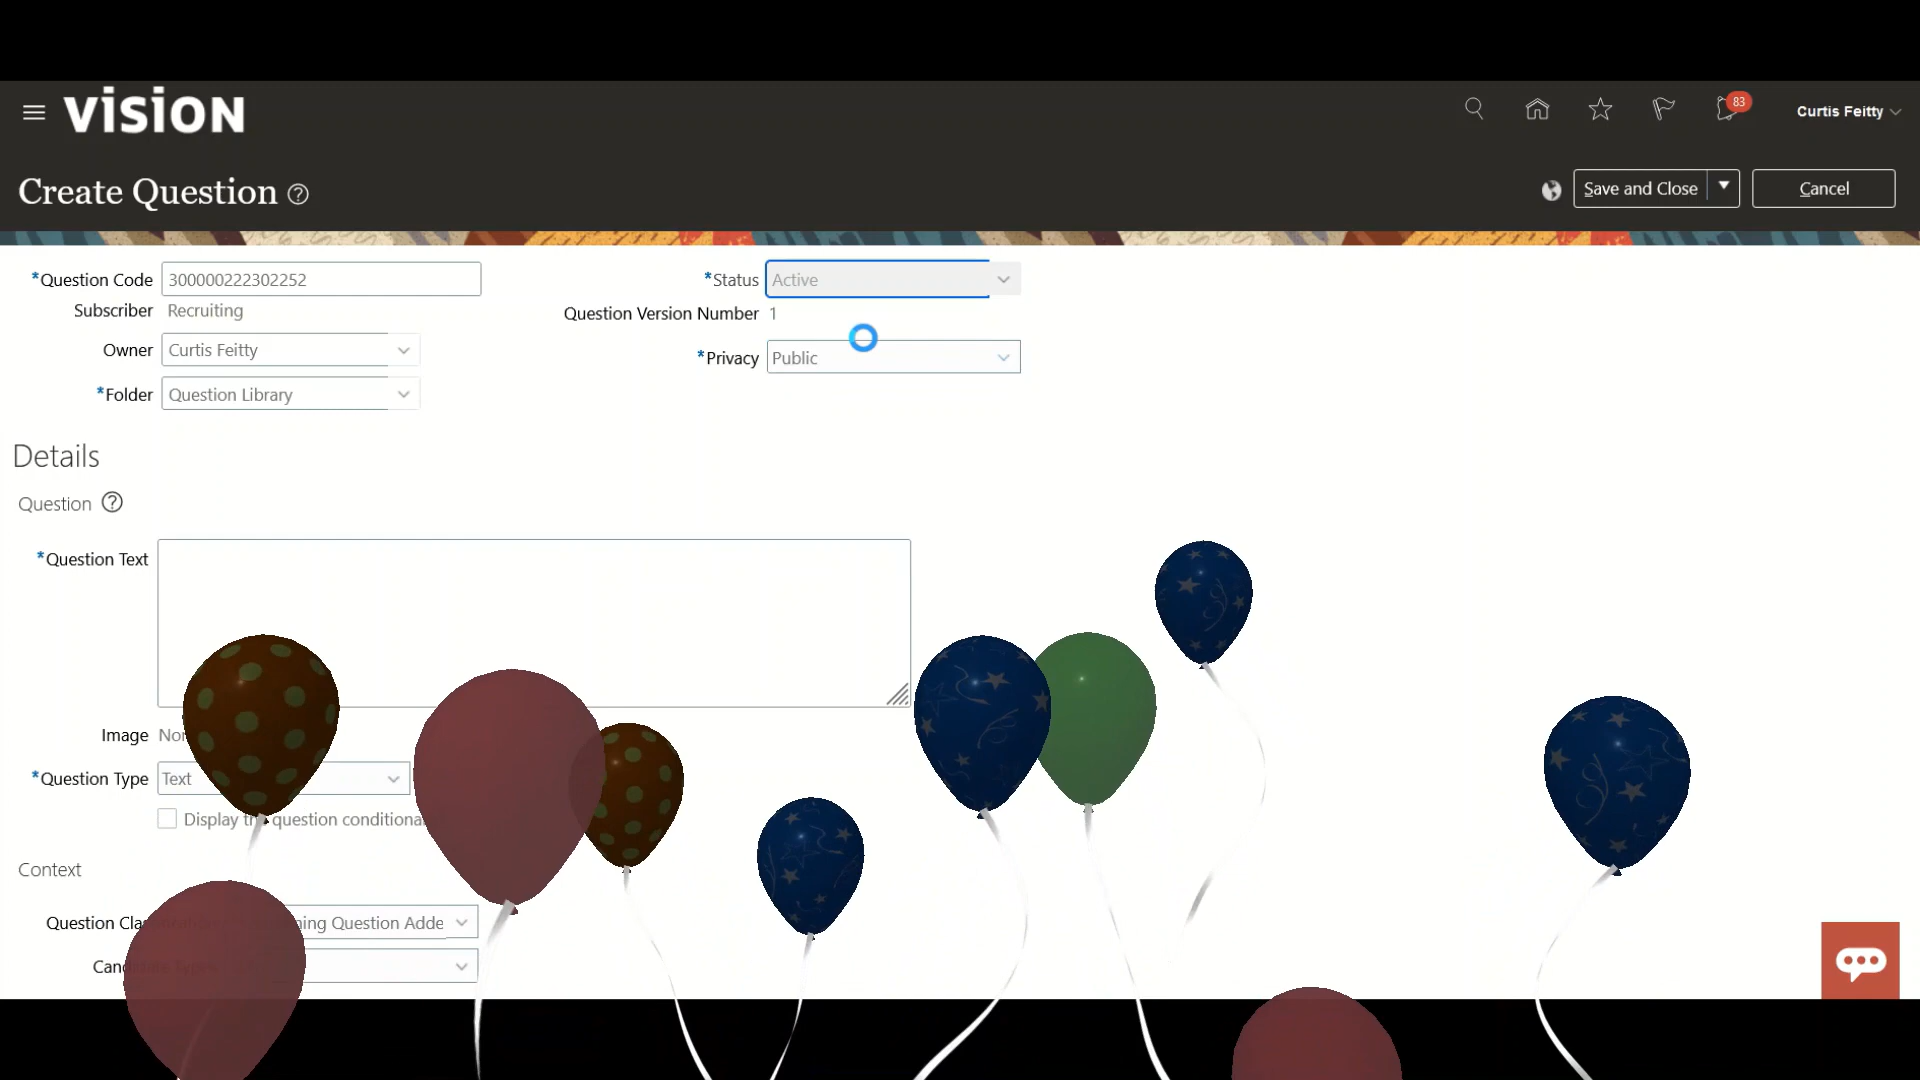 vision
83
Curtis Feitty
Create Question ?
Save and Close
Cancel
*Question Code 300000222302252
*Status Active
Subscriber Recruiting
Question Version Number 1
Owner Curtis Feitty
*Privacy Public
*Folder Question Library
Details
Question ?
*Question Text
Image
*Question Type Text
Display question
Context
Question Question Adde